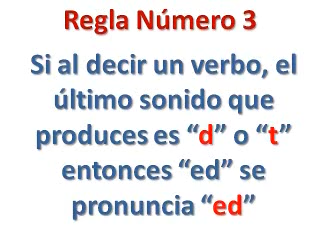 Regla Número 3
Si al decir un verbo, el
último sonido que
produces es “d” o “t”
entonces “ed” se
pronuncia “ed”